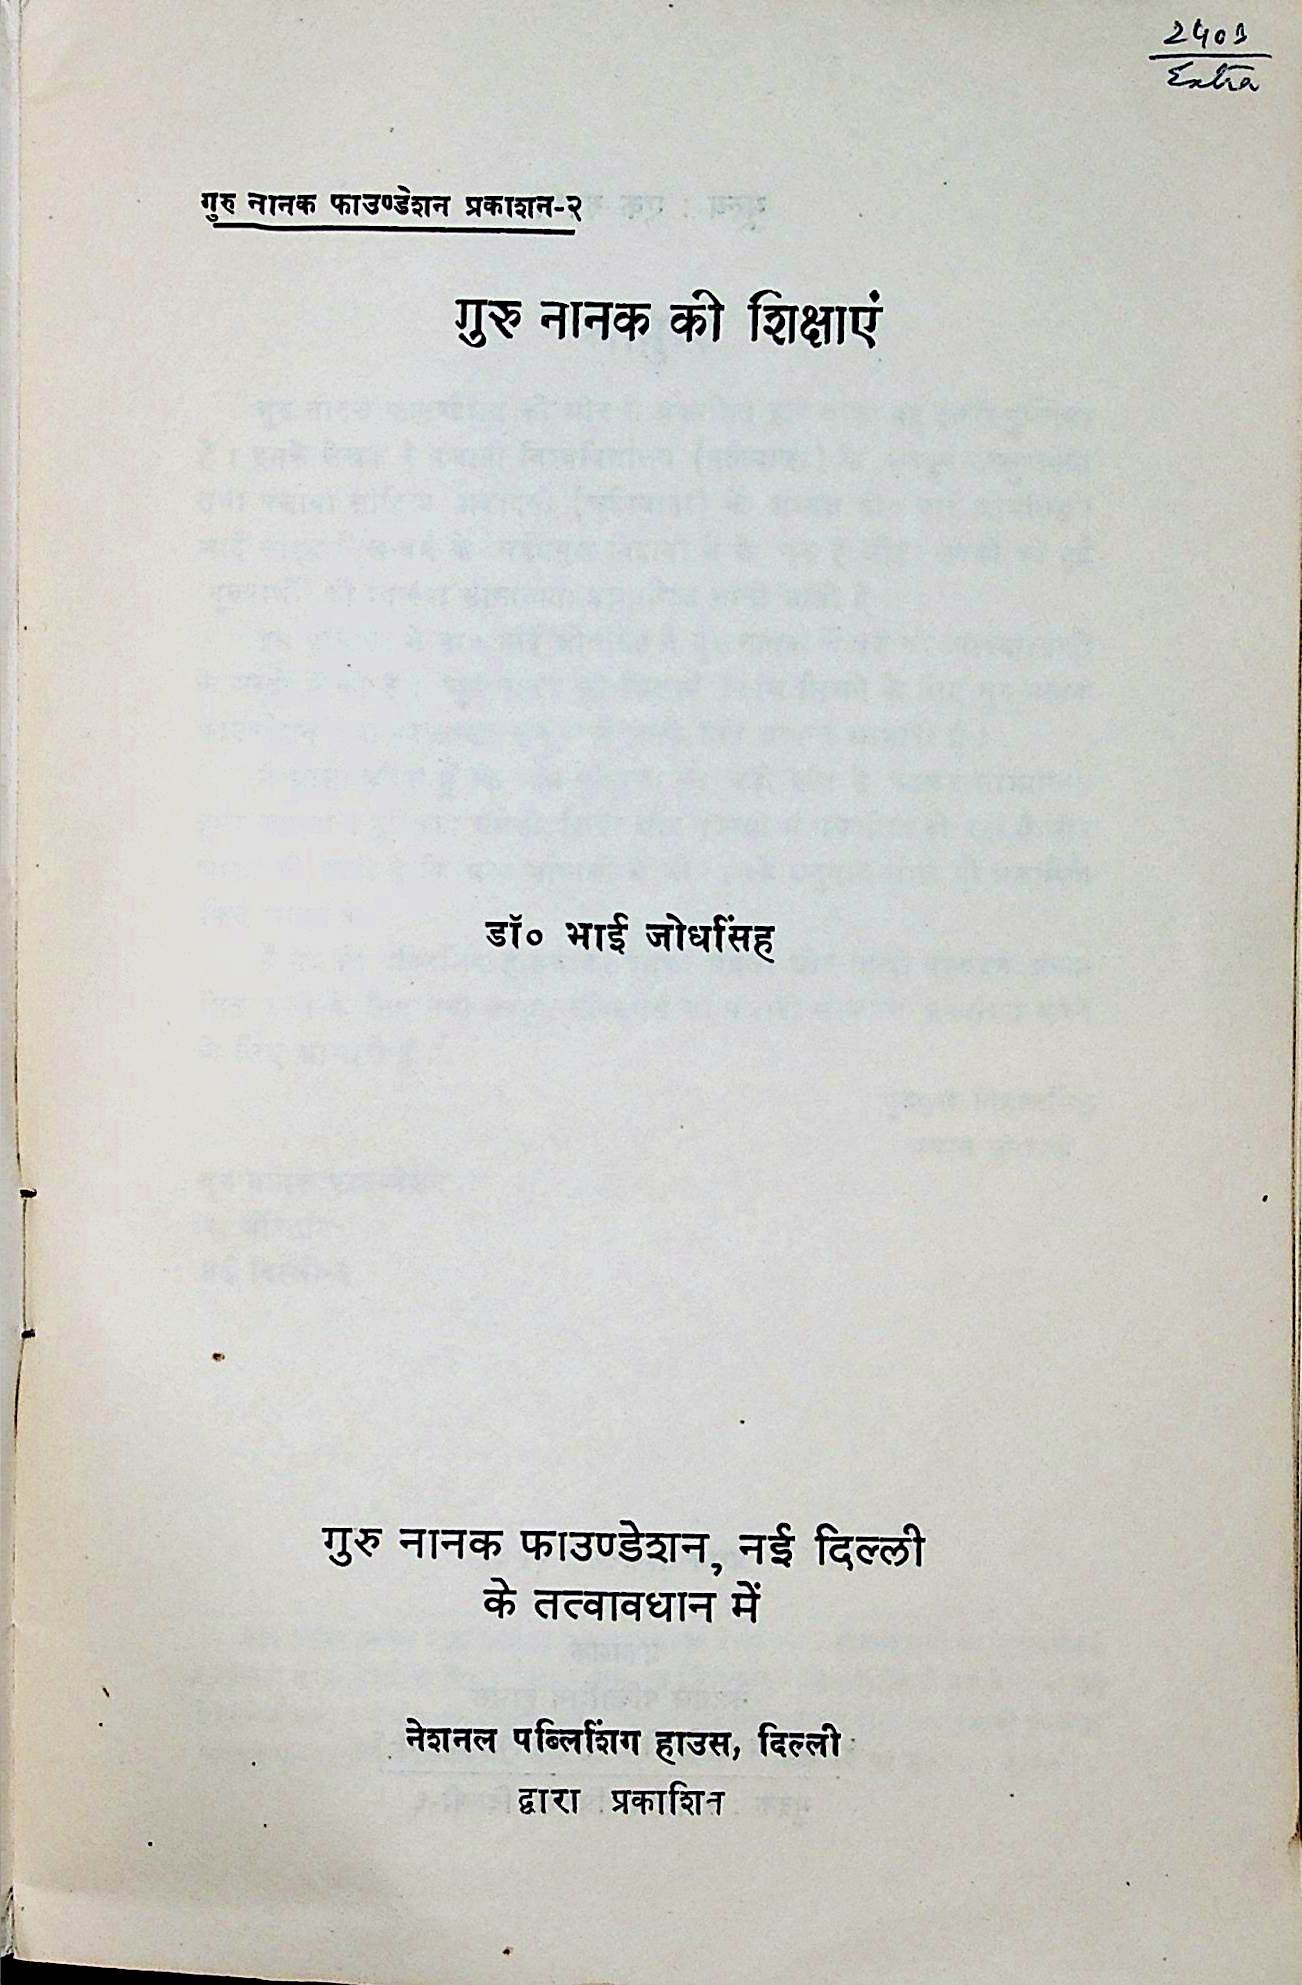 Extra
गुरु नानक फाउण्डेशन प्रकाशन-२
गुरु नानक की शिक्षाएं
डॉ० भाई जोधसिंह
गुरु नानक फाउण्डेशन, नई दिल्ली
के तत्वावधान में
नेशनल पब्लिशिंग हाउस, दिल्ली
द्वारा प्रकाशित